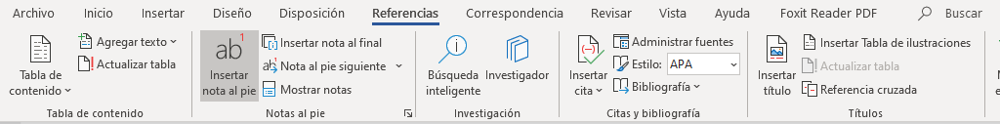 Archivo Inicio Insertar Diseño Disposición Referencias Correspondencia Revisar Vista Ayuda Foxit Reader PDF Buscar
Tabla de contenido
Agregar texto
Actualizar tabla
Tabla de contenido
ab1
Insertar nota al pie
Insertar nota al final
Nota al pie siguiente
Mostrar notas
Notas al pie
Búsqueda inteligente
Investigador
Investigación
Insertar cita
Administrar fuentes
Estilo: APA
Bibliografía
Citas y bibliografía
Insertar título
Insertar Tabla de ilustraciones
Actualizar tabla
Referencia cruzada
Títulos